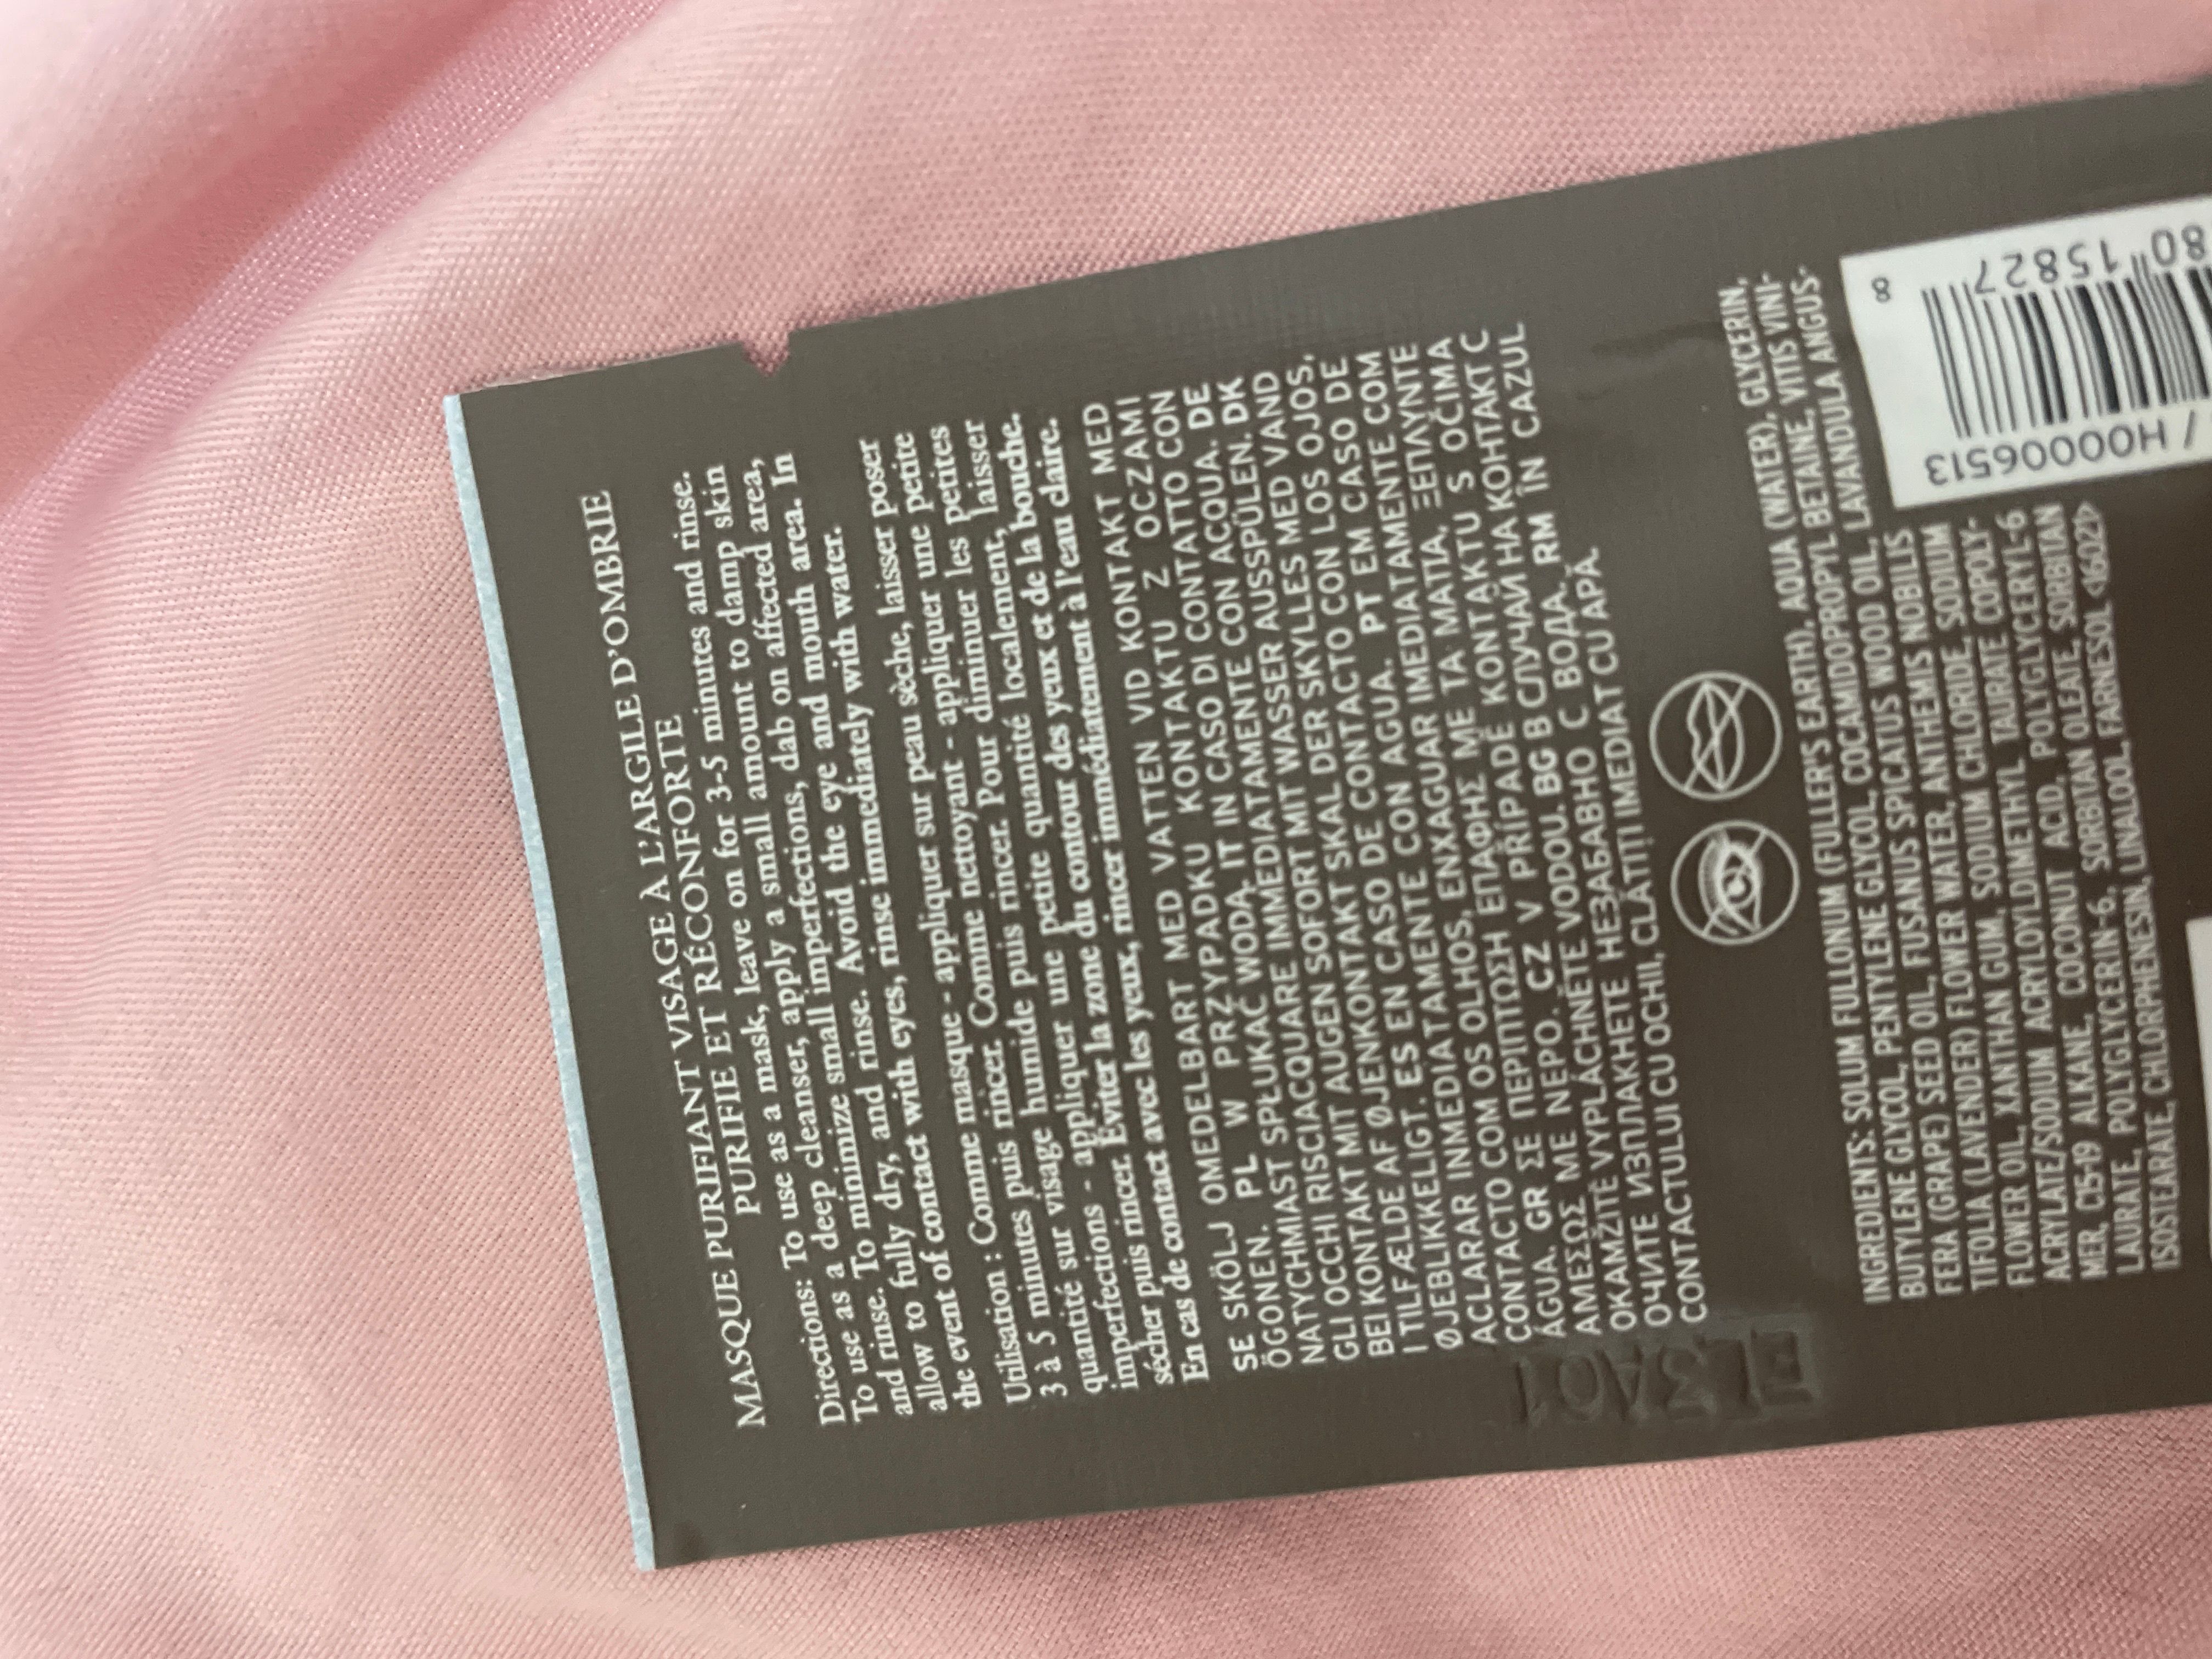 MASQUE PURIFIANT VISAGE À L'ARGILE D'OMBRIE
PURIFIE ET RÉCONFORTE
Directions: To use as a mask, leave on for 3-5 minutes and rinse.
To use as a deep cleanser, apply a small amount to damp skin
and rinse. To minimize small imperfections, dab on affected area,
allow to fully dry, and rinse. Avoid the eye and mouth area. In
the event of contact with eyes, rinse immediately with water.
Utilisation : Comme masque - appliquer sur peau sèche, laisser poser
3 à 5 minutes puis rincer. Comme nettoyant - appliquer une petite
quantité sur visage humide puis rincer. Pour diminuer les petites
imperfections - appliquer une petite quantité localement, laisser
sécher puis rincer. Éviter la zone du contour des yeux et de la bouche.
En cas de contact avec les yeux, rincer immédiatement à l'eau claire.
SE SKÖLJ OMEDELBART MED VATTEN VID KONTAKT MED
ÖGONEN. PL W PRZYPADKU KONTAKTU Z OCZAMI
NATYCHMIAST SPŁUKAĆ WODĄ. IT IN CASO DI CONTATTO CON
GLI OCCHI RISCIACQUARE IMMEDIATAMENTE CON ACQUA. DE
BEI KONTAKT MIT AUGEN SOFORT MIT WASSER AUSSPÜLEN. DK
I TILFÆLDE AF ØJENKONTAKT SKAL DER SKYLLES MED VAND
ØJEBLIKKELIGT. ES EN CASO DE CONTACTO CON LOS OJOS,
ACLARAR INMEDIATAMENTE CON AGUA. PT EM CASO DE
CONTACTO COM OS OLHOS, ENXAGUAR IMEDIATAMENTE COM
ÁGUA. GR ΣΕ ΠΕΡΙΠΤΩΣΗ ΕΠΑΦΗΣ ΜΕ ΤΑ ΜΑΤΙΑ, ΞΕΠΛΥΝΤΕ
ΑΜΕΣΩΣ ΜΕ ΝΕΡΟ. CZ V PŘÍPADĚ KONTAKTU S OČIMA
OKAMŽITĚ VYPLÁCHNĚTE VODOU. BG В СЛУЧАЙ НА КОНТАКТ С
ОЧИТЕ ИЗПЛАКНЕТЕ НЕЗАБАВНО С ВОДА. RM ÎN CAZUL
CONTACTULUI CU OCHII, CLĂTIȚI IMEDIAT CU APĂ.
INGREDIENTS: SOLUM FULLONUM (FULLER'S EARTH), AQUA (WATER), GLYCERIN,
BUTYLENE GLYCOL, PENTYLENE GLYCOL, COCAMIDOPROPYL BETAINE, VITIS VINI-
FERA (GRAPE) SEED OIL, FUSANUS SPICATUS WOOD OIL, LAVANDULA ANGUS-
TIFOLIA (LAVENDER) FLOWER WATER, ANTHEMIS NOBILIS
FLOWER OIL, XANTHAN GUM, SODIUM CHLORIDE, SODIUM
ACRYLATE/SODIUM ACRYLOYLDIMETHYL TAURATE COPOLY-
MER, C15-19 ALKANE, COCONUT ACID, POLYGLYCERYL-6
LAURATE, POLYGLYCERIN-6, SORBITAN OLEATE, SORBITAN
ISOSTEARATE, CHLORPHENESIN, LINALOOL, FARNESOL <1602>
8
80 15827
/ H00006513
EL3A01